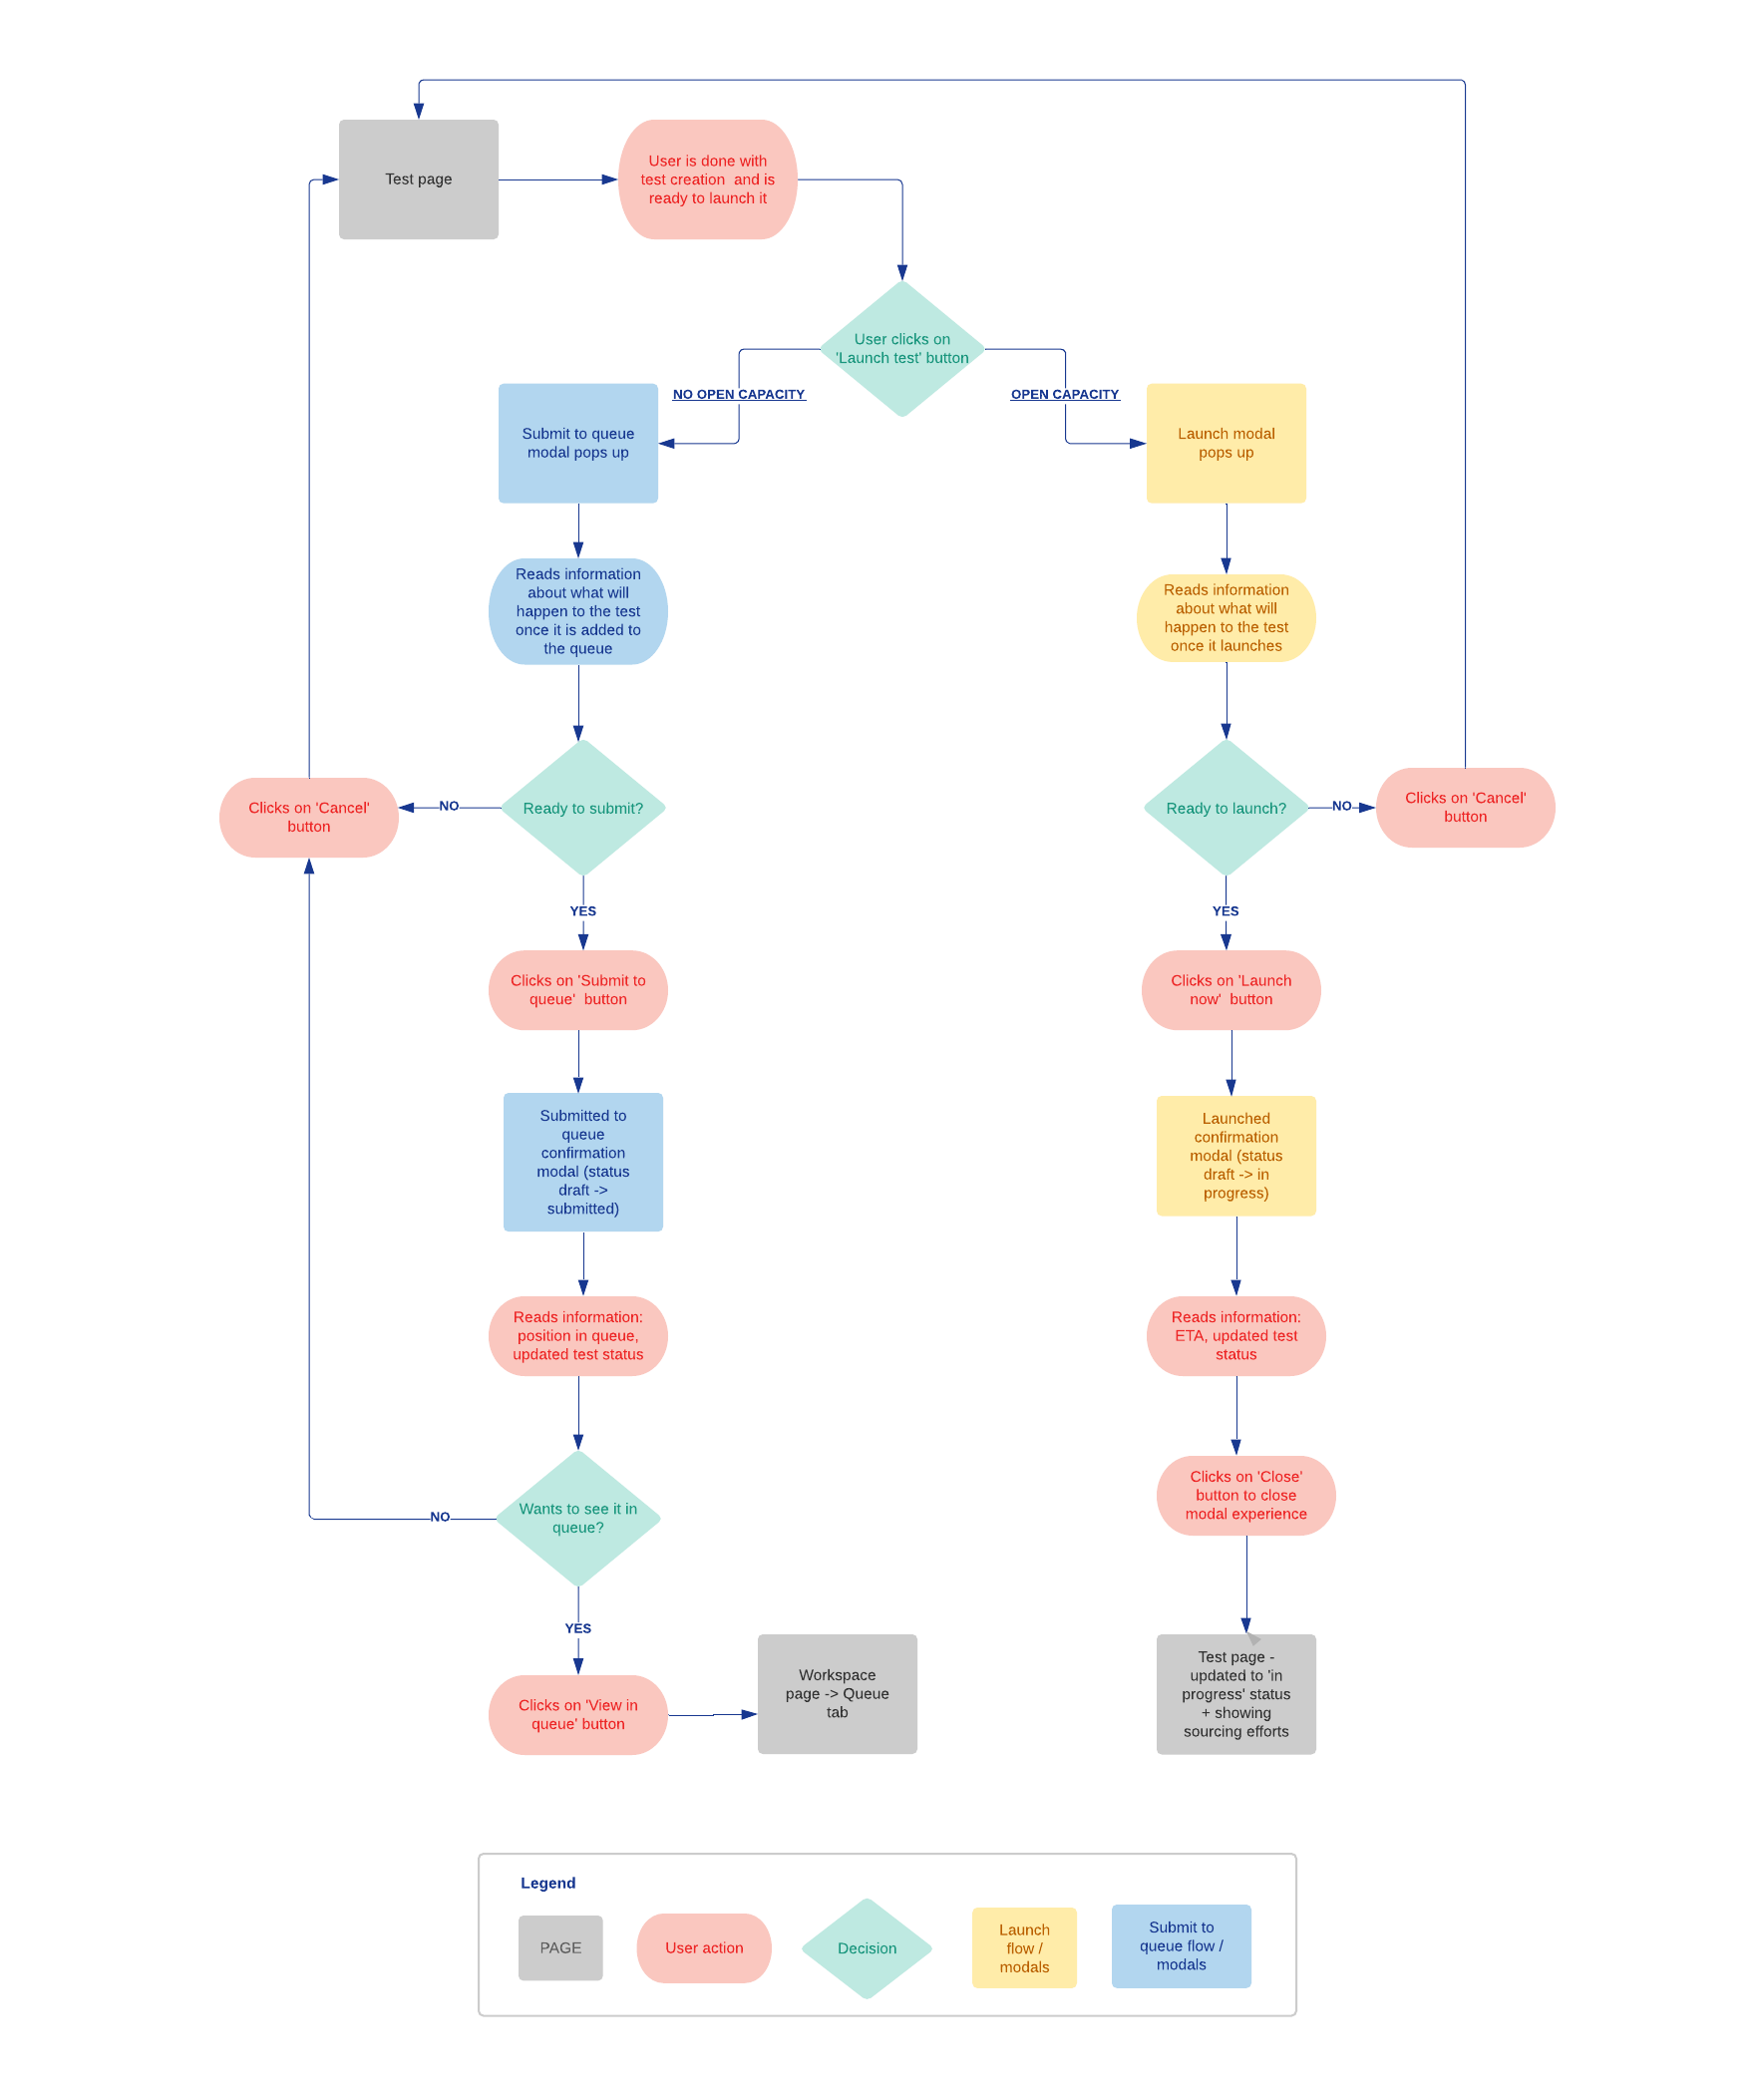 Test page
User is done with
test creation  and is
ready to launch it
User clicks on
'Launch test' button
NO OPEN CAPACITY
OPEN CAPACITY
Submit to queue
modal pops up
Launch modal
pops up
Reads information
about what will
happen to the test
once it is added to
the queue
Reads information
about what will
happen to the test
once it launches
Clicks on 'Cancel'
button
NO
Ready to submit?
Ready to launch?
NO
Clicks on 'Cancel'
button
YES
YES
Clicks on 'Submit to
queue'  button
Clicks on 'Launch
now'  button
Submitted to
queue
confirmation
modal (status
draft ->
submitted)
Launched
confirmation
modal (status
draft -> in
progress)
Reads information:
position in queue,
updated test status
Reads information:
ETA, updated test
status
Wants to see it in
queue?
NO
Clicks on 'Close'
button to close
modal experience
YES
Clicks on 'View in
queue' button
Workspace
page -> Queue
tab
Test page -
updated to 'in
progress' status
+ showing
sourcing efforts
Legend
PAGE
User action
Decision
Launch
flow /
modals
Submit to
queue flow /
modals